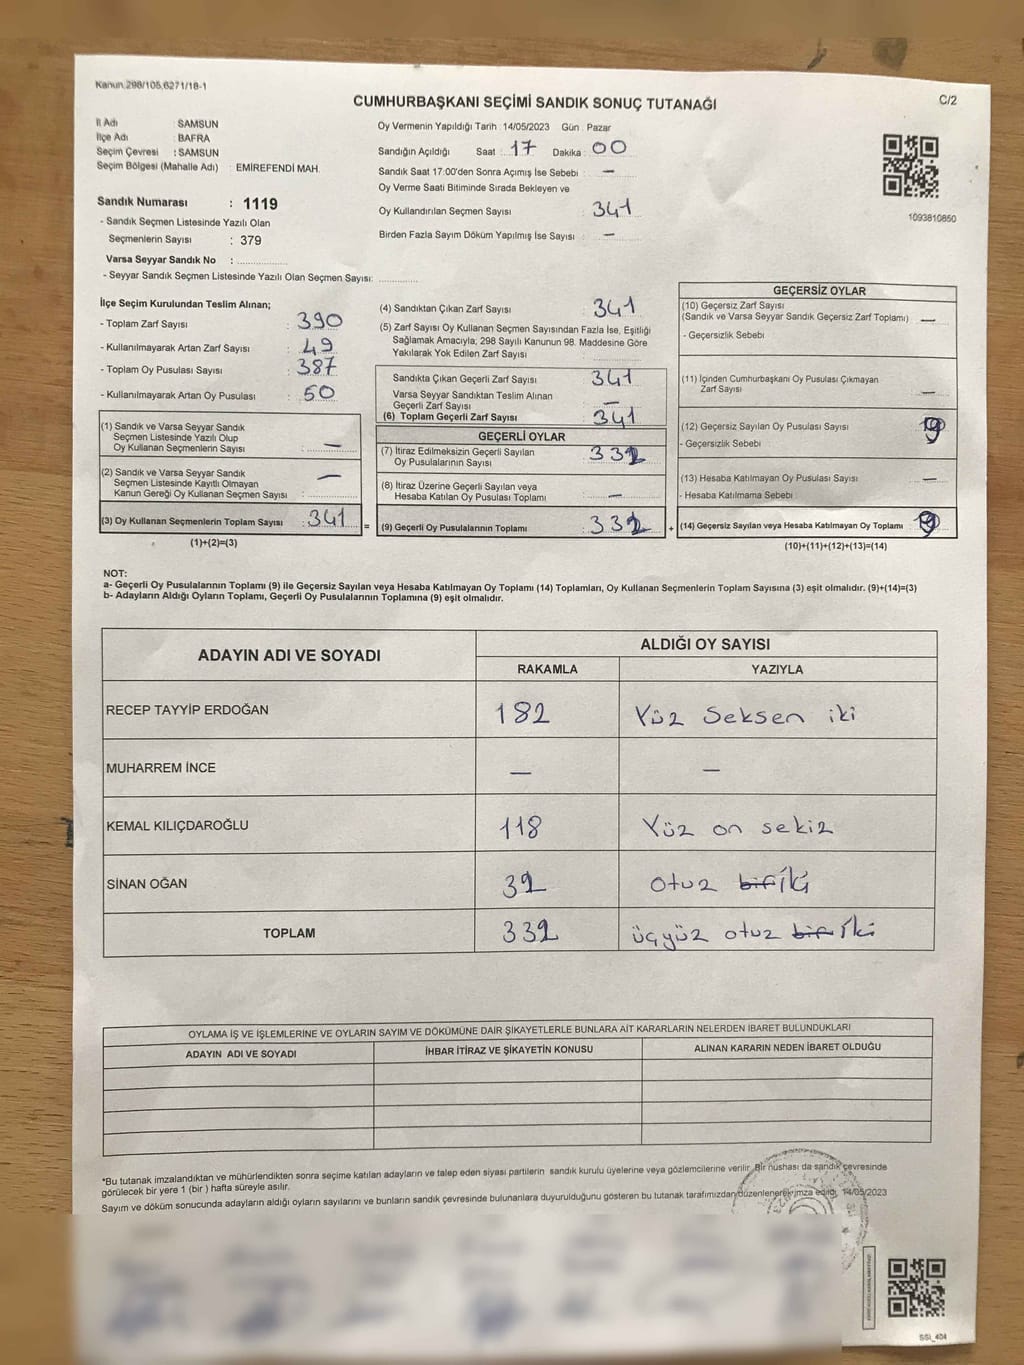 Kanun.298/105,6271/18-1
CUMHURBAŞKANI SEÇİMİ SANDIK SONUÇ TUTANAĞI
C/2
İl Adı : SAMSUN
İlçe Adı : BAFRA
Seçim Çevresi : SAMSUN
Seçim Bölgesi (Mahalle Adı) : EMİREFENDİ MAH.
Sandık Numarası : 1119
- Sandık Seçmen Listesinde Yazılı Olan
Seçmenlerin Sayısı : 379
Varsa Seyyar Sandık No :
- Seyyar Sandık Seçmen Listesinde Yazılı Olan Seçmen Sayısı:
Oy Vermenin Yapıldığı Tarih : 14/05/2023 Gün : Pazar
Sandığın Açıldığı Saat : 17 Dakika : 00
Sandık Saat 17:00'den Sonra Açımış İse Sebebi : —
Oy Verme Saati Bitiminde Sırada Bekleyen ve
Oy Kullandırılan Seçmen Sayısı : 341
Birden Fazla Sayım Döküm Yapılmış İse Sayısı : —
1093810850
İlçe Seçim Kurulundan Teslim Alınan;
- Toplam Zarf Sayısı : 390
- Kullanılmayarak Artan Zarf Sayısı : 49
- Toplam Oy Pusulası Sayısı : 387
- Kullanılmayarak Artan Oy Pusulası : 50
(1) Sandık ve Varsa Seyyar Sandık
Seçmen Listesinde Yazılı Olup
Oy Kullanan Seçmenlerin Sayısı : —
(2) Sandık ve Varsa Seyyar Sandık
Seçmen Listesinde Kayıtlı Olmayan
Kanun Gereği Oy Kullanan Seçmen Sayısı : —
(3) Oy Kullanan Seçmenlerin Toplam Sayısı : 341 =
(1)+(2)=(3)
(4) Sandıktan Çıkan Zarf Sayısı : 341
(5) Zarf Sayısı Oy Kullanan Seçmen Sayısından Fazla İse, Eşitliği
Sağlamak Amacıyla, 298 Sayılı Kanunun 98. Maddesine Göre
Yakılarak Yok Edilen Zarf Sayısı :
Sandıkta Çıkan Geçerli Zarf Sayısı : 341
Varsa Seyyar Sandıktan Teslim Alınan
Geçerli Zarf Sayısı : —
(6) Toplam Geçerli Zarf Sayısı : 341
GEÇERLİ OYLAR
(7) İtiraz Edilmeksizin Geçerli Sayılan
Oy Pusulalarının Sayısı : 332
(8) İtiraz Üzerine Geçerli Sayılan veya
Hesaba Katılan Oy Pusulası Toplamı : —
(9) Geçerli Oy Pusulalarının Toplamı : 332 +
GEÇERSİZ OYLAR
(10) Geçersiz Zarf Sayısı
(Sandık ve Varsa Seyyar Sandık Geçersiz Zarf Toplamı) : —
- Geçersizlik Sebebi
(11) İçinden Cumhurbaşkanı Oy Pusulası Çıkmayan
Zarf Sayısı : —
(12) Geçersiz Sayılan Oy Pusulası Sayısı : 9
- Geçersizlik Sebebi
(13) Hesaba Katılmayan Oy Pusulası Sayısı : —
- Hesaba Katılmama Sebebi :
(14) Geçersiz Sayılan veya Hesaba Katılmayan Oy Toplamı : 9
(10)+(11)+(12)+(13)=(14)
NOT:
a- Geçerli Oy Pusulalarının Toplamı (9) ile Geçersiz Sayılan veya Hesaba Katılmayan Oy Toplamı (14) Toplamları, Oy Kullanan Seçmenlerin Toplam Sayısına (3) eşit olmalıdır. (9)+(14)=(3)
b- Adayların Aldığı Oyların Toplamı, Geçerli Oy Pusulalarının Toplamına (9) eşit olmalıdır.
ADAYIN ADI VE SOYADI ALDIĞI OY SAYISI
RAKAMLA YAZIYLA
RECEP TAYYİP ERDOĞAN 182 Yüz Seksen iki
MUHARREM İNCE — —
KEMAL KILIÇDAROĞLU 118 Yüz on sekiz
SİNAN OĞAN 32 otuz bir İki
TOPLAM 332 üçyüz otuz bir İki
OYLAMA İŞ VE İŞLEMLERİNE VE OYLARIN SAYIM VE DÖKÜMÜNE DAİR ŞİKAYETLERLE BUNLARA AİT KARARLARIN NELERDEN İBARET BULUNDUKLARI
ADAYIN ADI VE SOYADI İHBAR İTİRAZ VE ŞİKAYETİN KONUSU ALINAN KARARIN NEDEN İBARET OLDUĞU
*Bu tutanak imzalandıktan ve mühürlendikten sonra seçime katılan adayların ve talep eden siyasi partilerin sandık kurulu üyelerine veya gözlemcilerine verilir. Bir nüshası da sandık çevresinde
görülecek bir yere 1 (bir ) hafta süreyle asılır.
Sayım ve döküm sonucunda adayların aldığı oyların sayılarını ve bunların sandık çevresinde bulunanlara duyurulduğunu gösteren bu tutanak tarafımızdan düzenlenerek imza edildi. 14/05/2023
SSİ_404